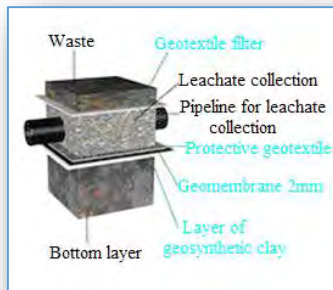 Waste
Geotextile filter
Leachate collection
Pipeline for leachate
collection
Protective geotextile
Geomembrane 2mm
Layer of
geosynthetic clay
Bottom layer